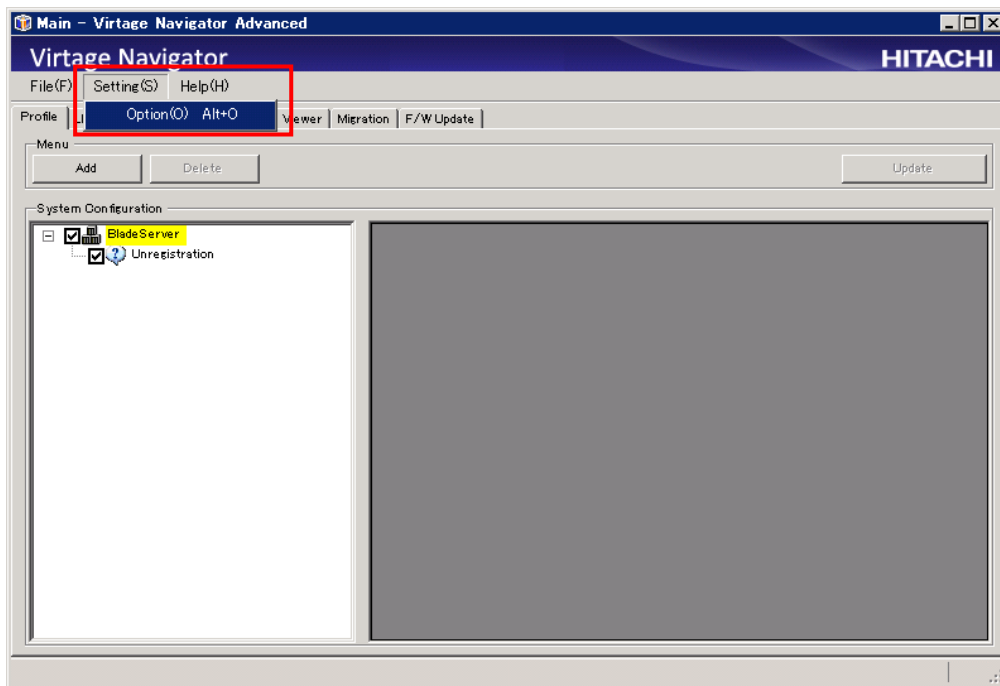 Main - Virtage Navigator Advanced
Virtage Navigator
HITACHI
File(F) Setting(S) Help(H)
Option(O) Alt+O
Profile Viewer Migration F/W Update
Menu
Add Delete Update
System Configuration
BladeServer
Unregistration